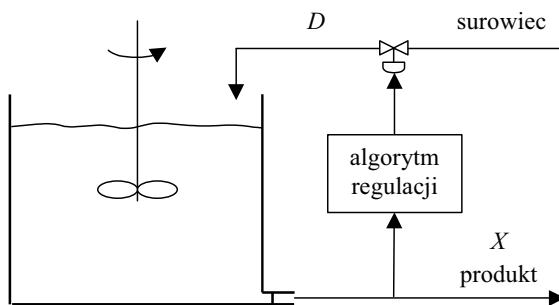 D
surowiec
algorytm
regulacji
X
produkt